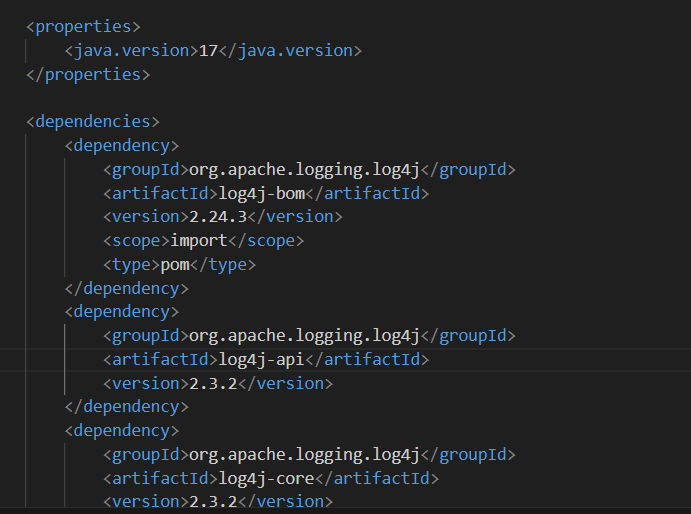 <properties>
<java.version>17</java.version>
</properties>
<dependencies>
<dependency>
<groupId>org.apache.logging.log4j</groupId>
<artifactId>log4j-bom</artifactId>
<version>2.24.3</version>
<scope>import</scope>
<type>pom</type>
</dependency>
<dependency>
<groupId>org.apache.logging.log4j</groupId>
<artifactId>log4j-api</artifactId>
<version>2.3.2</version>
</dependency>
<dependency>
<groupId>org.apache.logging.log4j</groupId>
<artifactId>log4j-core</artifactId>
<version>2.3.2</version>